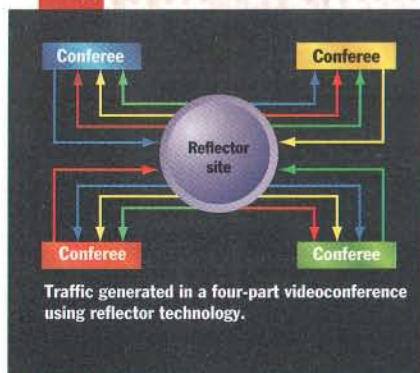 Conferee
Conferee
Reflector
site
Conferee
Conferee
Traffic generated in a four-part videoconference
using reflector technology.